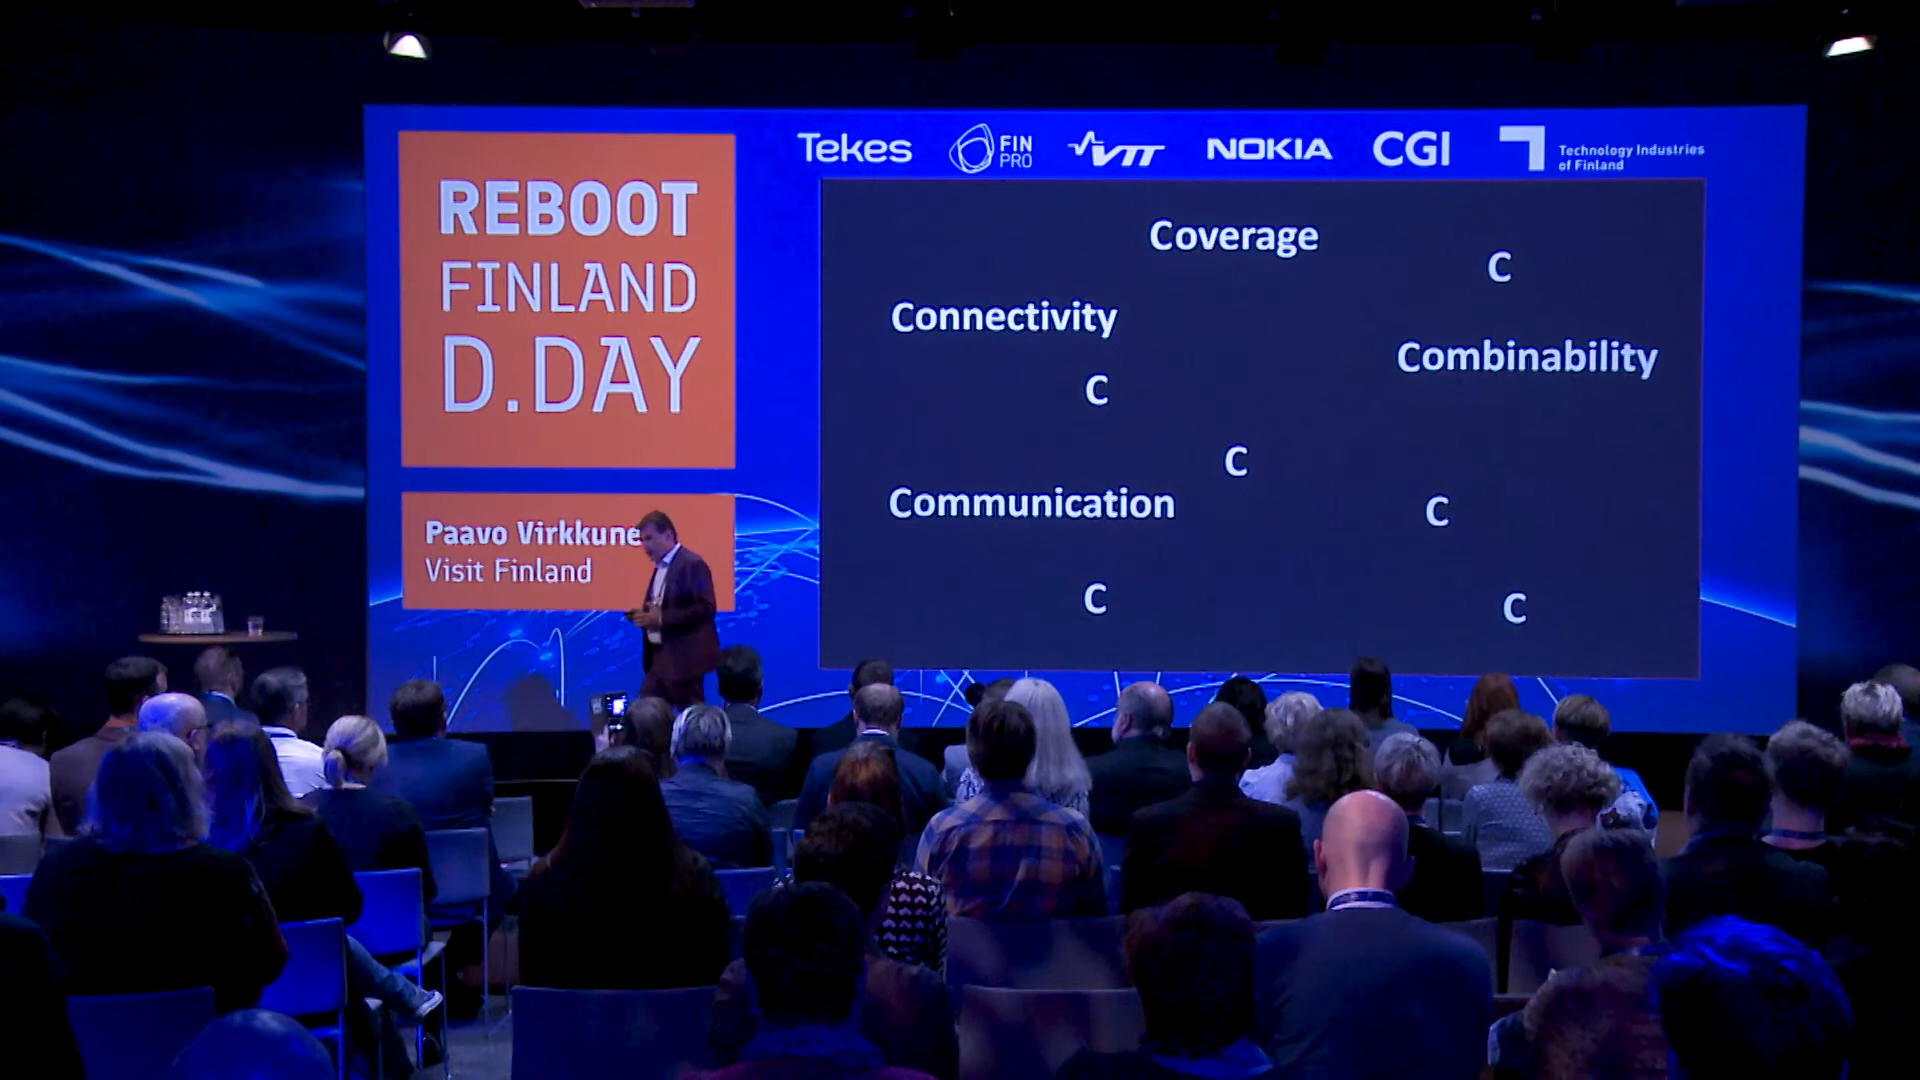 REBOOT
FINLAND
D.DAY
Paavo Virkkune
Visit Finland
Tekes
FIN
PRO
VTT
NOKIA
CGI
Technology Industries
of Finland
Coverage
C
Connectivity
Combinability
C
C
Communication
C
C
C